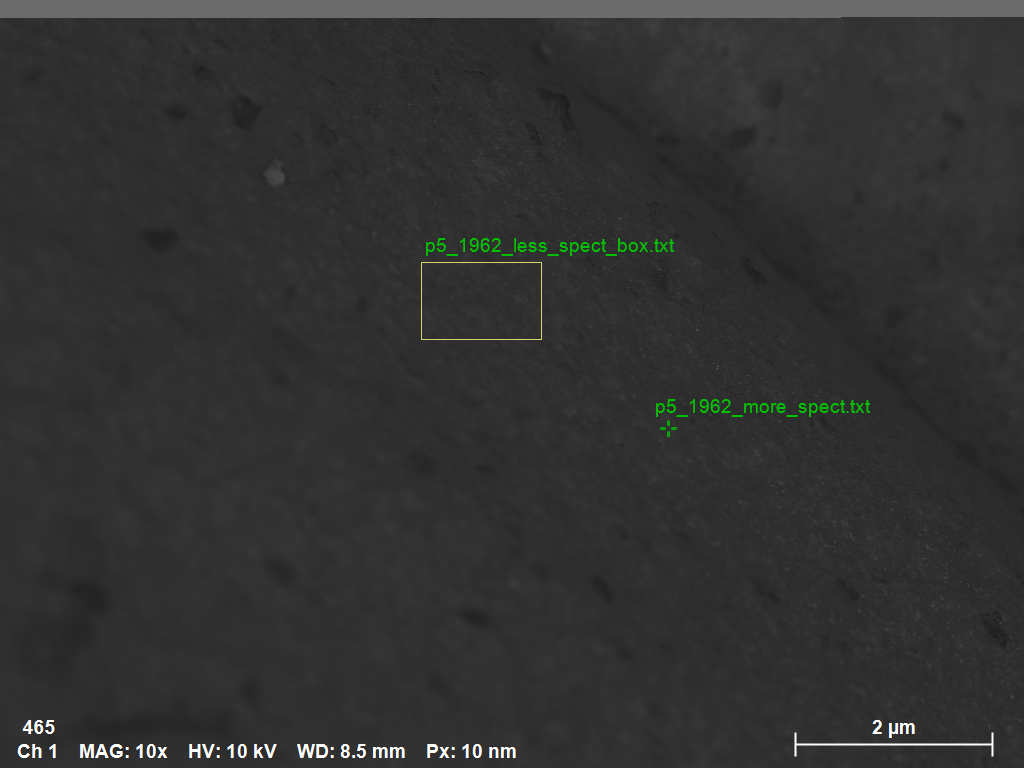 p5_1962_less_spect_box.txt
p5_1962_more_spect.txt
465
2 µm
Ch 1 MAG: 10x HV: 10 kV WD: 8.5 mm Px: 10 nm